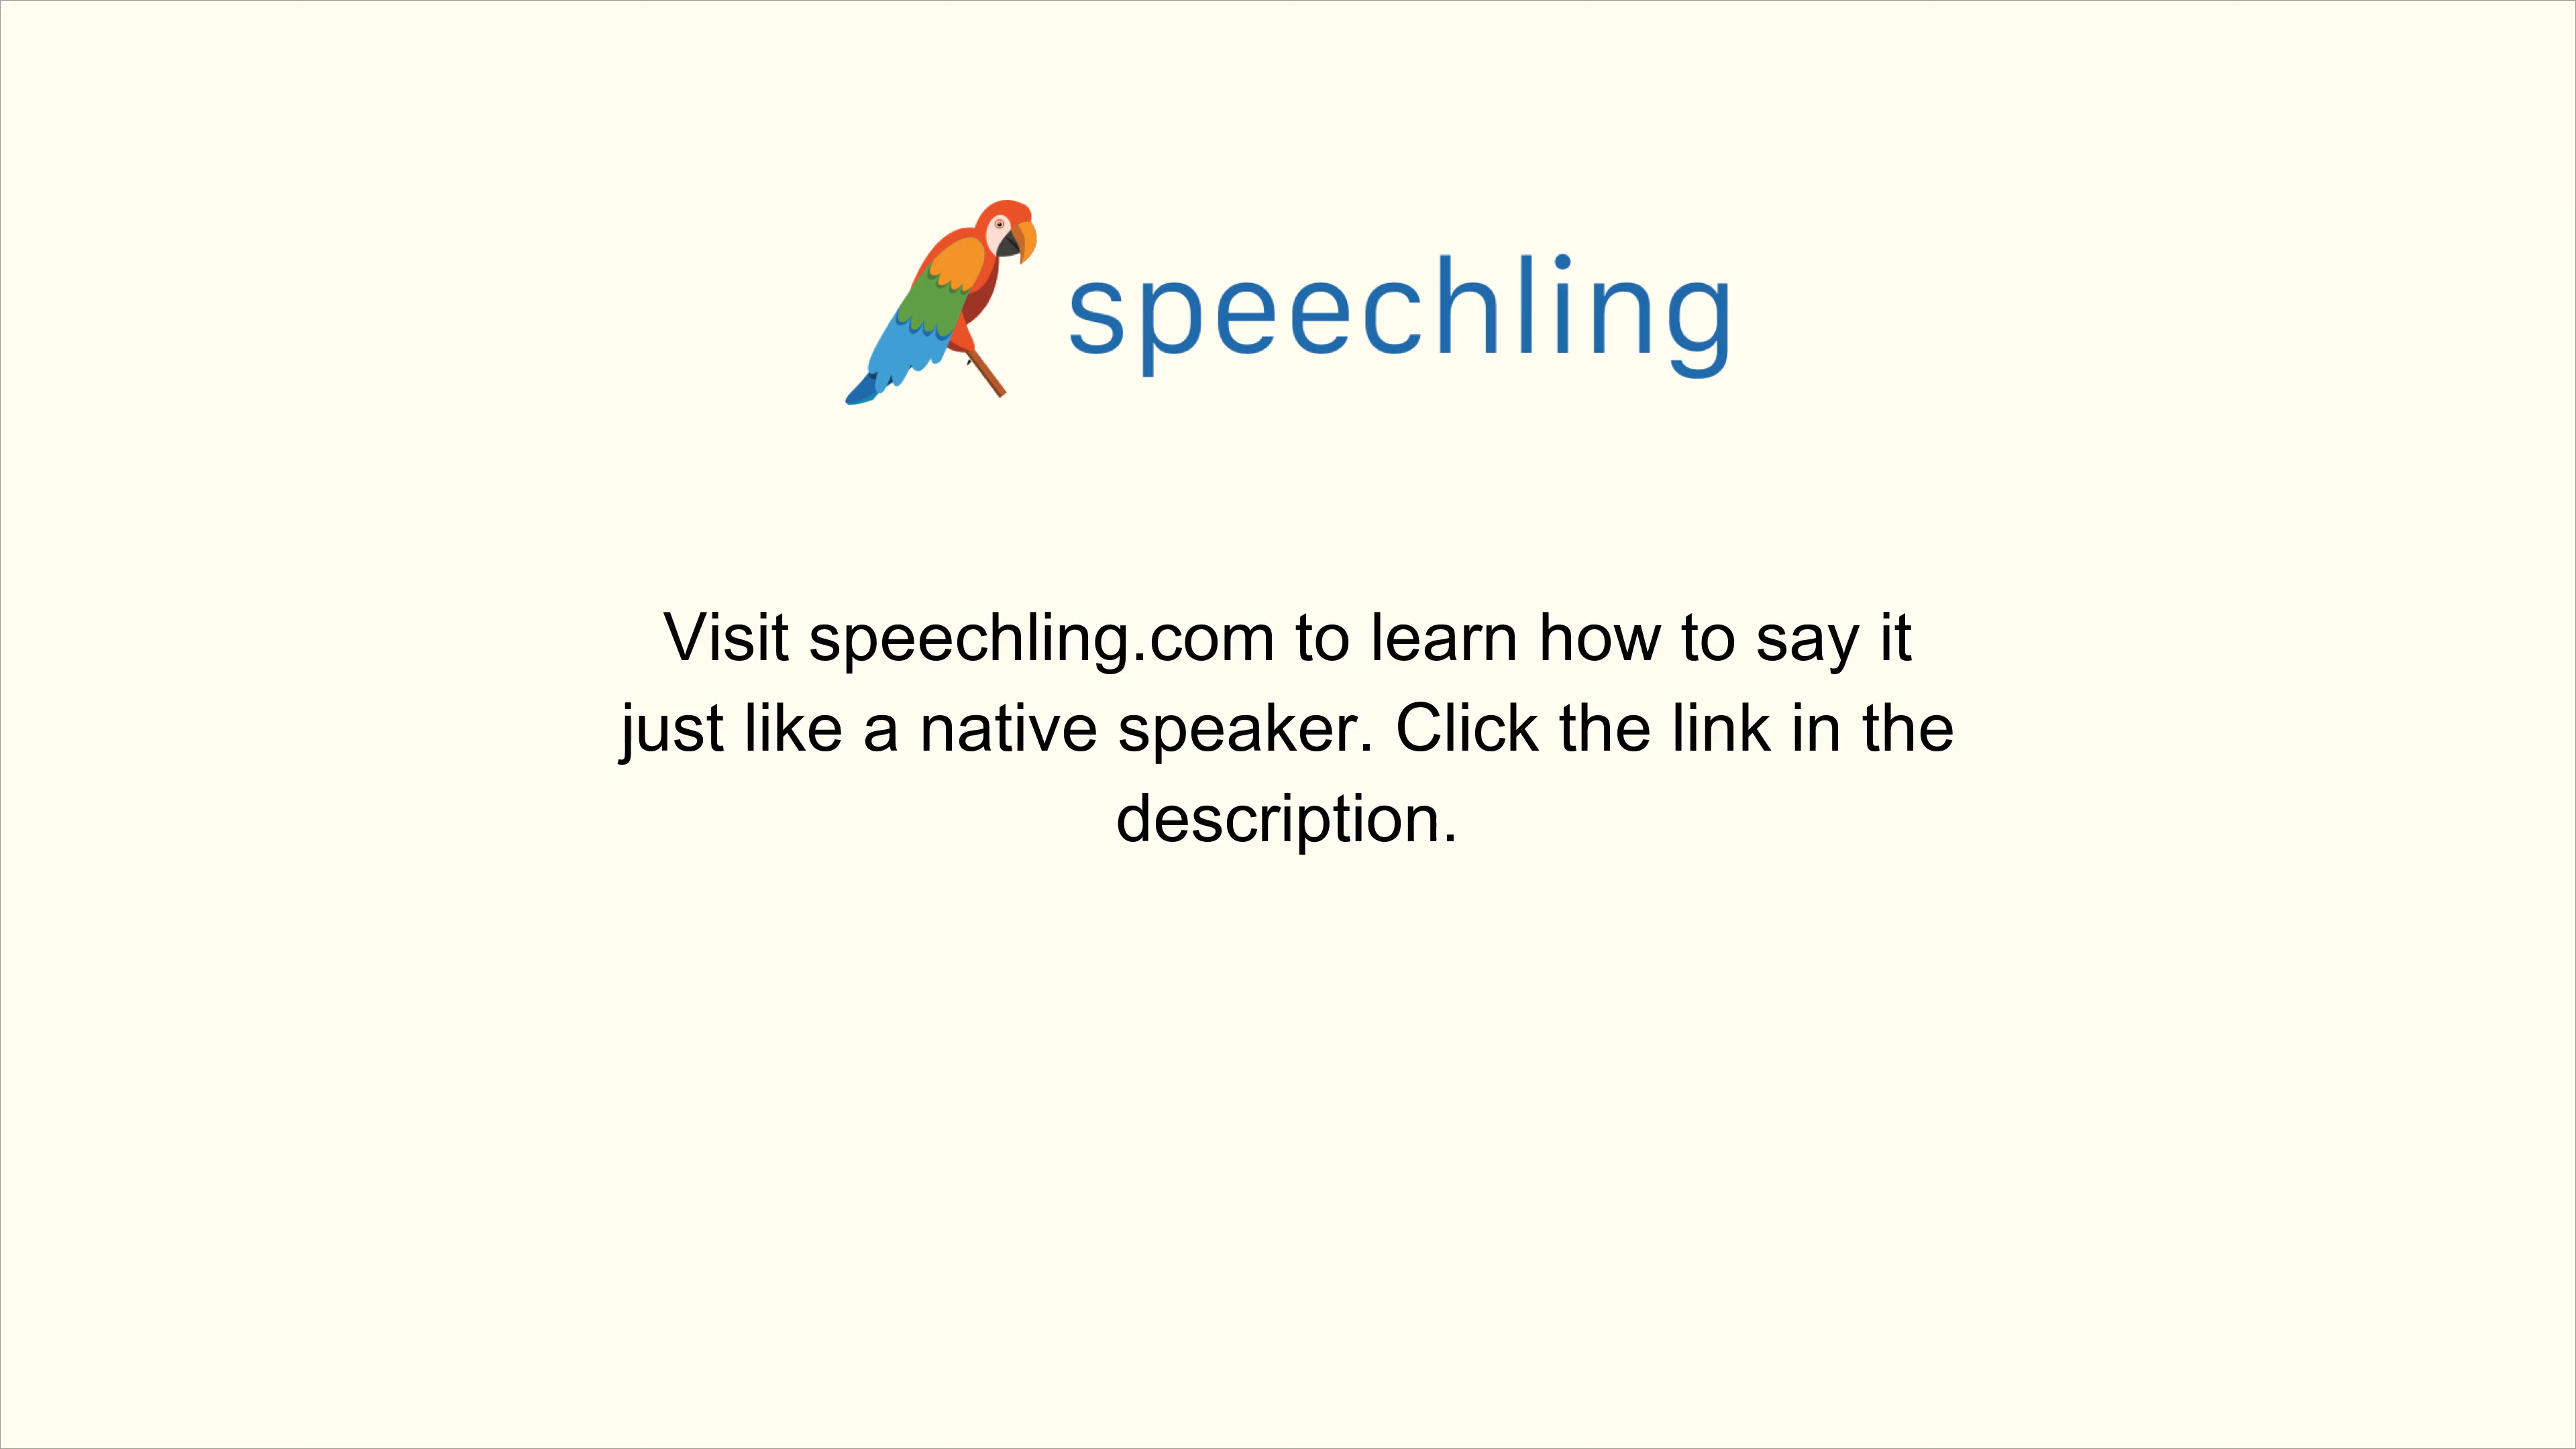 speechling
Visit speechling.com to learn how to say it
just like a native speaker. Click the link in the
description.